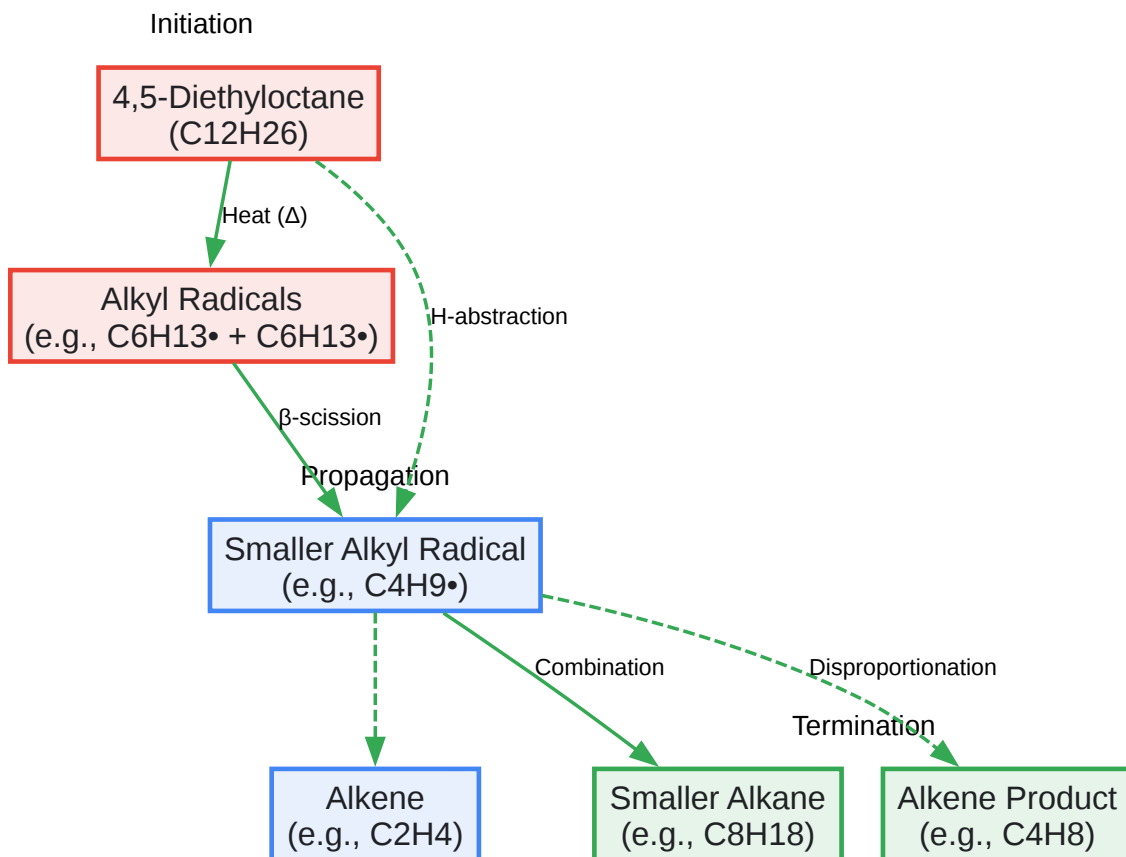 Initiation
4,5-Diethyloctane
(C12H26)
Heat (Δ)
Alkyl Radicals
(e.g., C6H13• + C6H13•)
H-abstraction
β-scission
Propagation
Smaller Alkyl Radical
(e.g., C4H9•)
Combination
Disproportionation
Termination
Alkene
(e.g., C2H4)
Smaller Alkane
(e.g., C8H18)
Alkene Product
(e.g., C4H8)